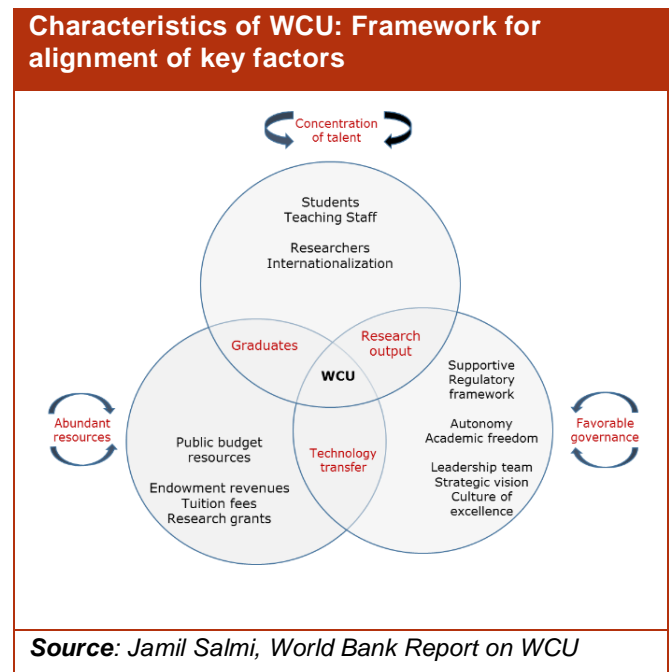 Characteristics of WCU: Framework for
alignment of key factors
Concentration
of talent
Students
Teaching Staff
Researchers
Internationalization
Graduates
Research
output
WCU
Supportive
Regulatory
framework
Autonomy
Academic freedom
Leadership team
Strategic vision
Culture of
excellence
Abundant
resources
Favorable
governance
Public budget
resources
Endowment revenues
Tuition fees
Research grants
Technology
transfer
Source: Jamil Salmi, World Bank Report on WCU